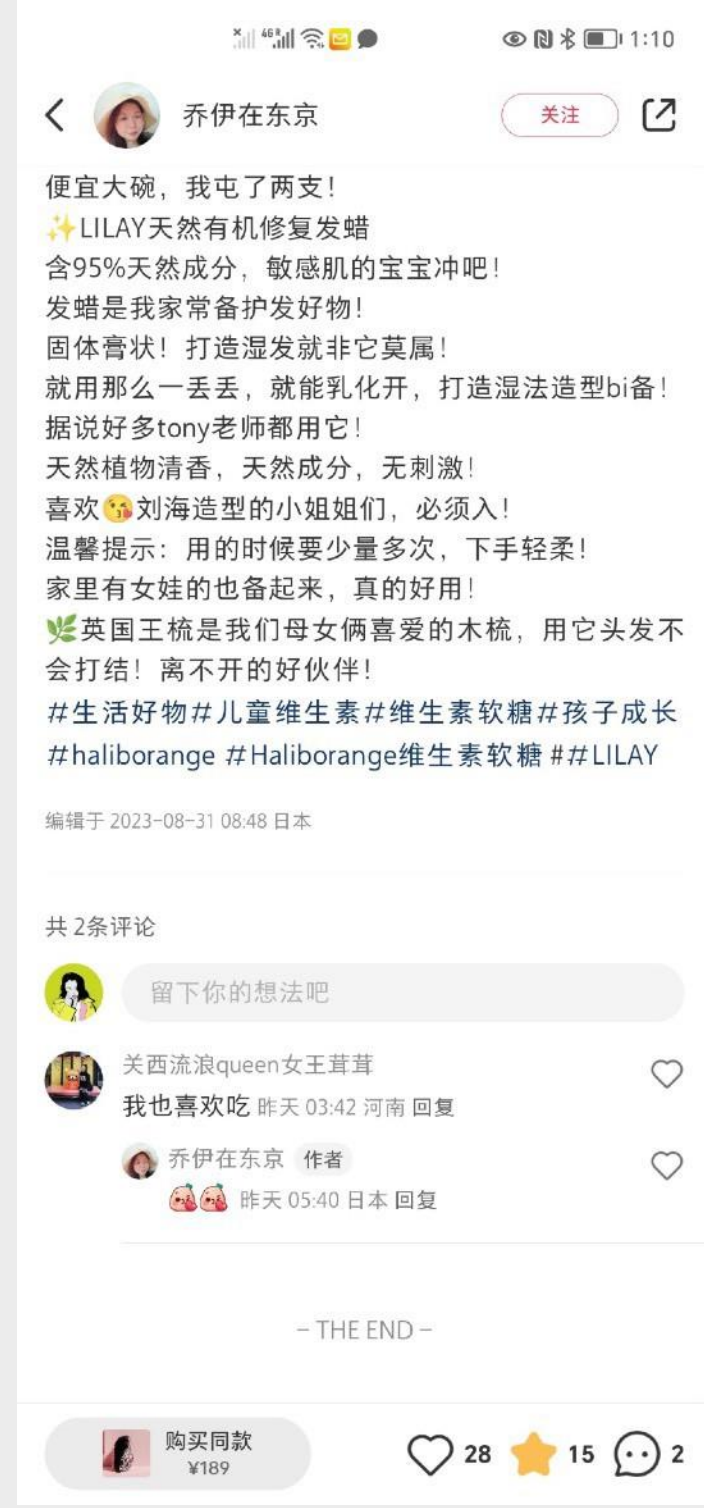 46
1:10
乔伊在东京
关注
便宜大碗，我屯了两支！
✨LILAY天然有机修复发蜡
含95%天然成分，敏感肌的宝宝冲吧！
发蜡是我家常备护发好物！
固体膏状！打造湿发就非它莫属！
就用那么一丢丢，就能乳化开，打造湿法造型bi备！
据说好多tony老师都用它！
天然植物清香，天然成分，无刺激！
喜欢😘刘海造型的小姐姐们，必须入！
温馨提示：用的时候要少量多次，下手轻柔！
家里有女娃的也备起来，真的好用！
🌿英国王梳是我们母女俩喜爱的木梳，用它头发不
会打结！离不开的好伙伴！
#生活好物#儿童维生素#维生素软糖#孩子成长
#haliborange #Haliborange维生素软糖 ##LILAY
编辑于 2023-08-31 08:48 日本
共 2条评论
留下你的想法吧
关西流浪queen女王茸茸
我也喜欢吃 昨天 03:42 河南 回复
乔伊在东京 作者
昨天 05:40 日本 回复
- THE END -
购买同款
¥189
28
15
2